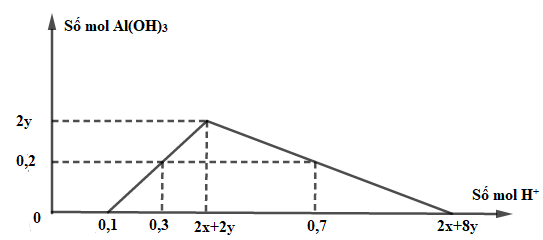 Số mol Al(OH)3
2y
0,2
Số mol H+
0
0,1
0,3
2x+2y
0,7
2x+8y